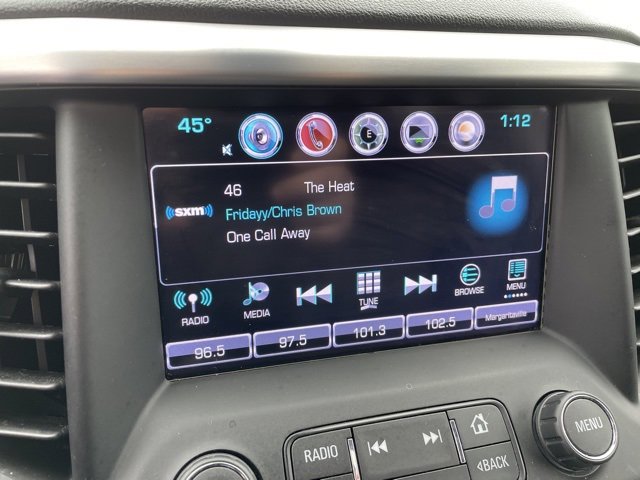 45° E 1:12
46 The Heat
sxm
Fridayy/Chris Brown
One Call Away
RADIO MEDIA TUNE BROWSE MENU
96.5 97.5 101.3 102.5 Margaritaville
RADIO
BACK
MENU